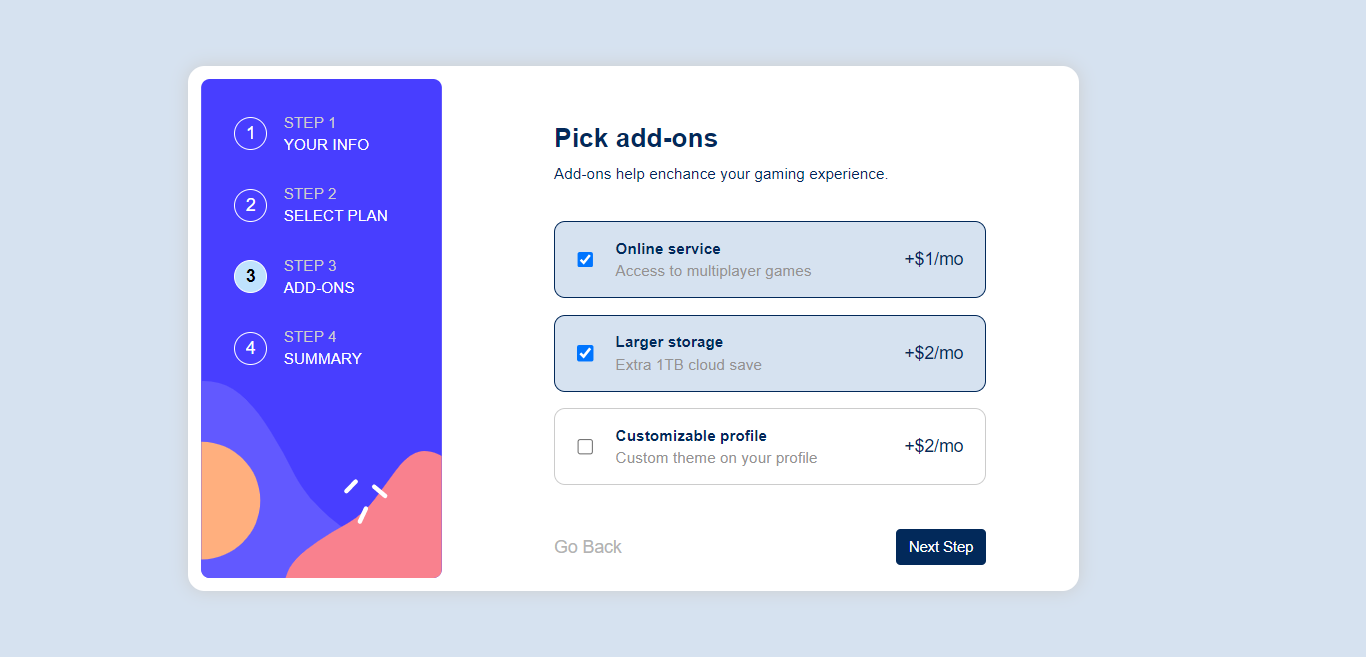 1
STEP 1
YOUR INFO
2
STEP 2
SELECT PLAN
3
STEP 3
ADD-ONS
4
STEP 4
SUMMARY
Pick add-ons
Add-ons help enchance your gaming experience.
Online service
Access to multiplayer games
+$1/mo
Larger storage
Extra 1TB cloud save
+$2/mo
Customizable profile
Custom theme on your profile
+$2/mo
Go Back
Next Step